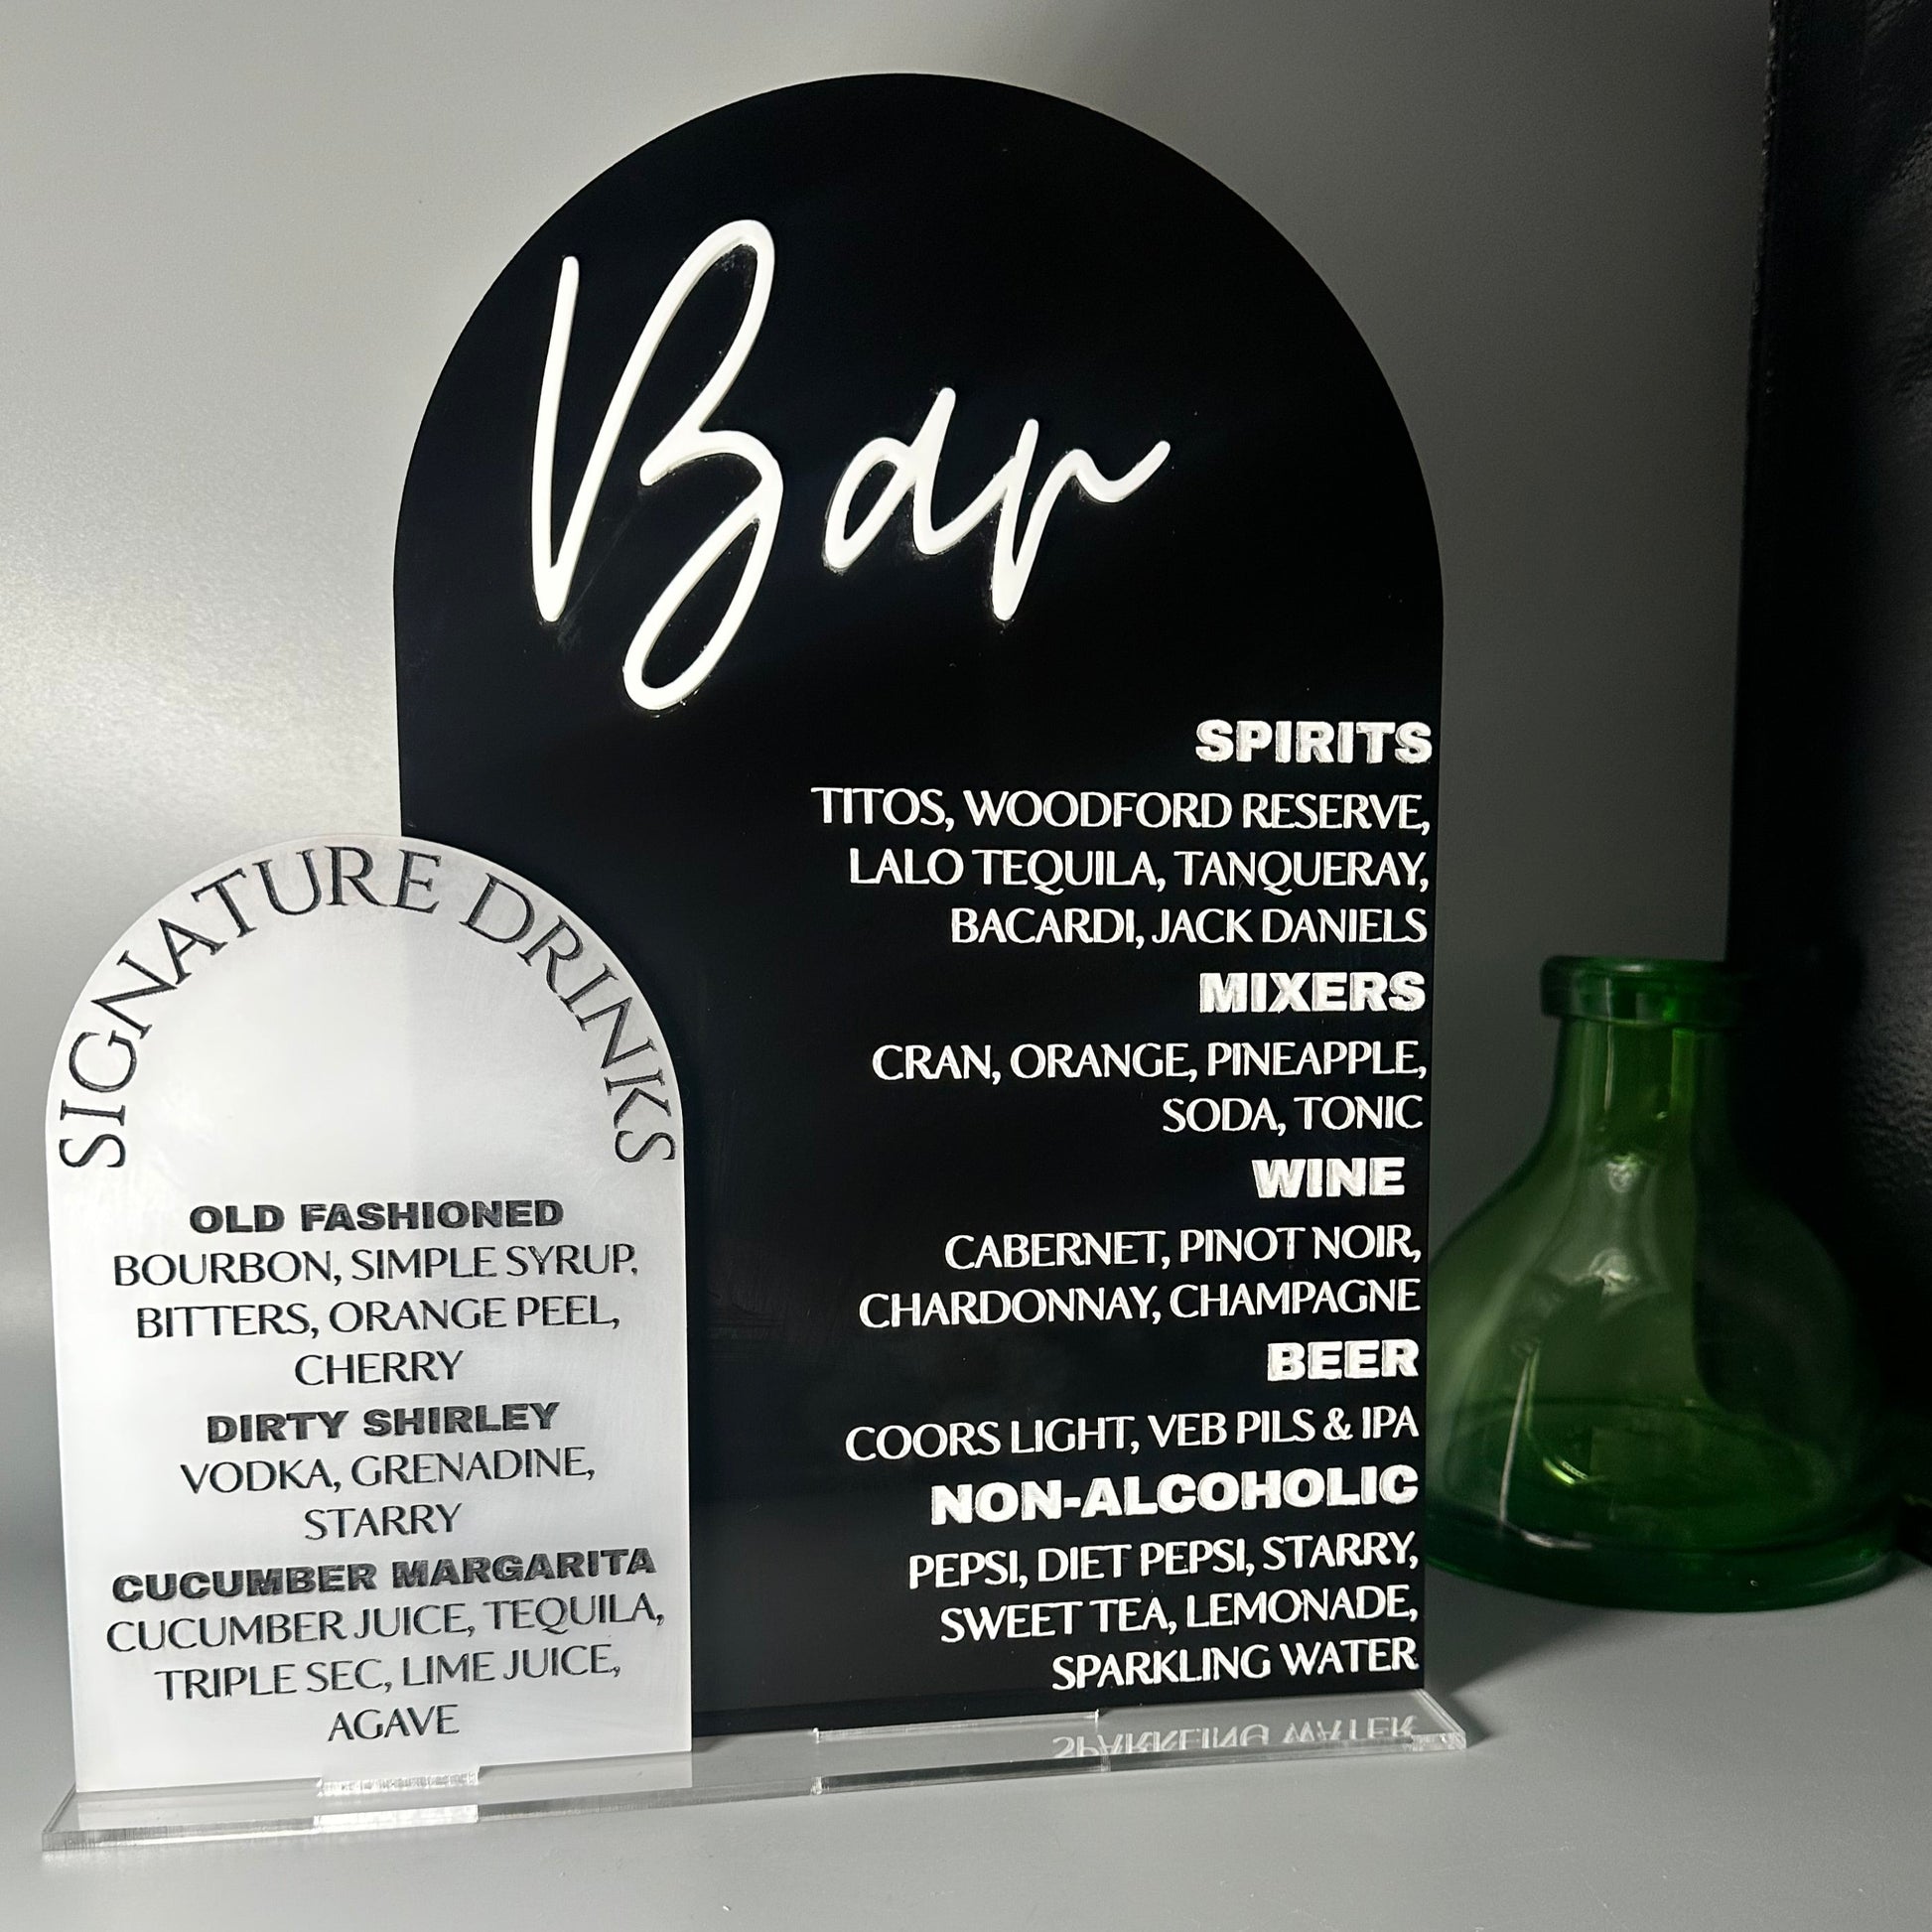 Bar
SPIRITS
TITOS, WOODFORD RESERVE,
LALO TEQUILA, TANQUERAY,
BACARDI, JACK DANIELS
MIXERS
CRAN, ORANGE, PINEAPPLE,
SODA, TONIC
WINE
CABERNET, PINOT NOIR,
CHARDONNAY, CHAMPAGNE
BEER
COORS LIGHT, VEB PILS & IPA
NON-ALCOHOLIC
PEPSI, DIET PEPSI, STARRY,
SWEET TEA, LEMONADE,
SPARKLING WATER
SIGNATURE DRINKS
OLD FASHIONED
BOURBON, SIMPLE SYRUP,
BITTERS, ORANGE PEEL,
CHERRY
DIRTY SHIRLEY
VODKA, GRENADINE,
STARRY
CUCUMBER MARGARITA
CUCUMBER JUICE, TEQUILA,
TRIPLE SEC, LIME JUICE,
AGAVE